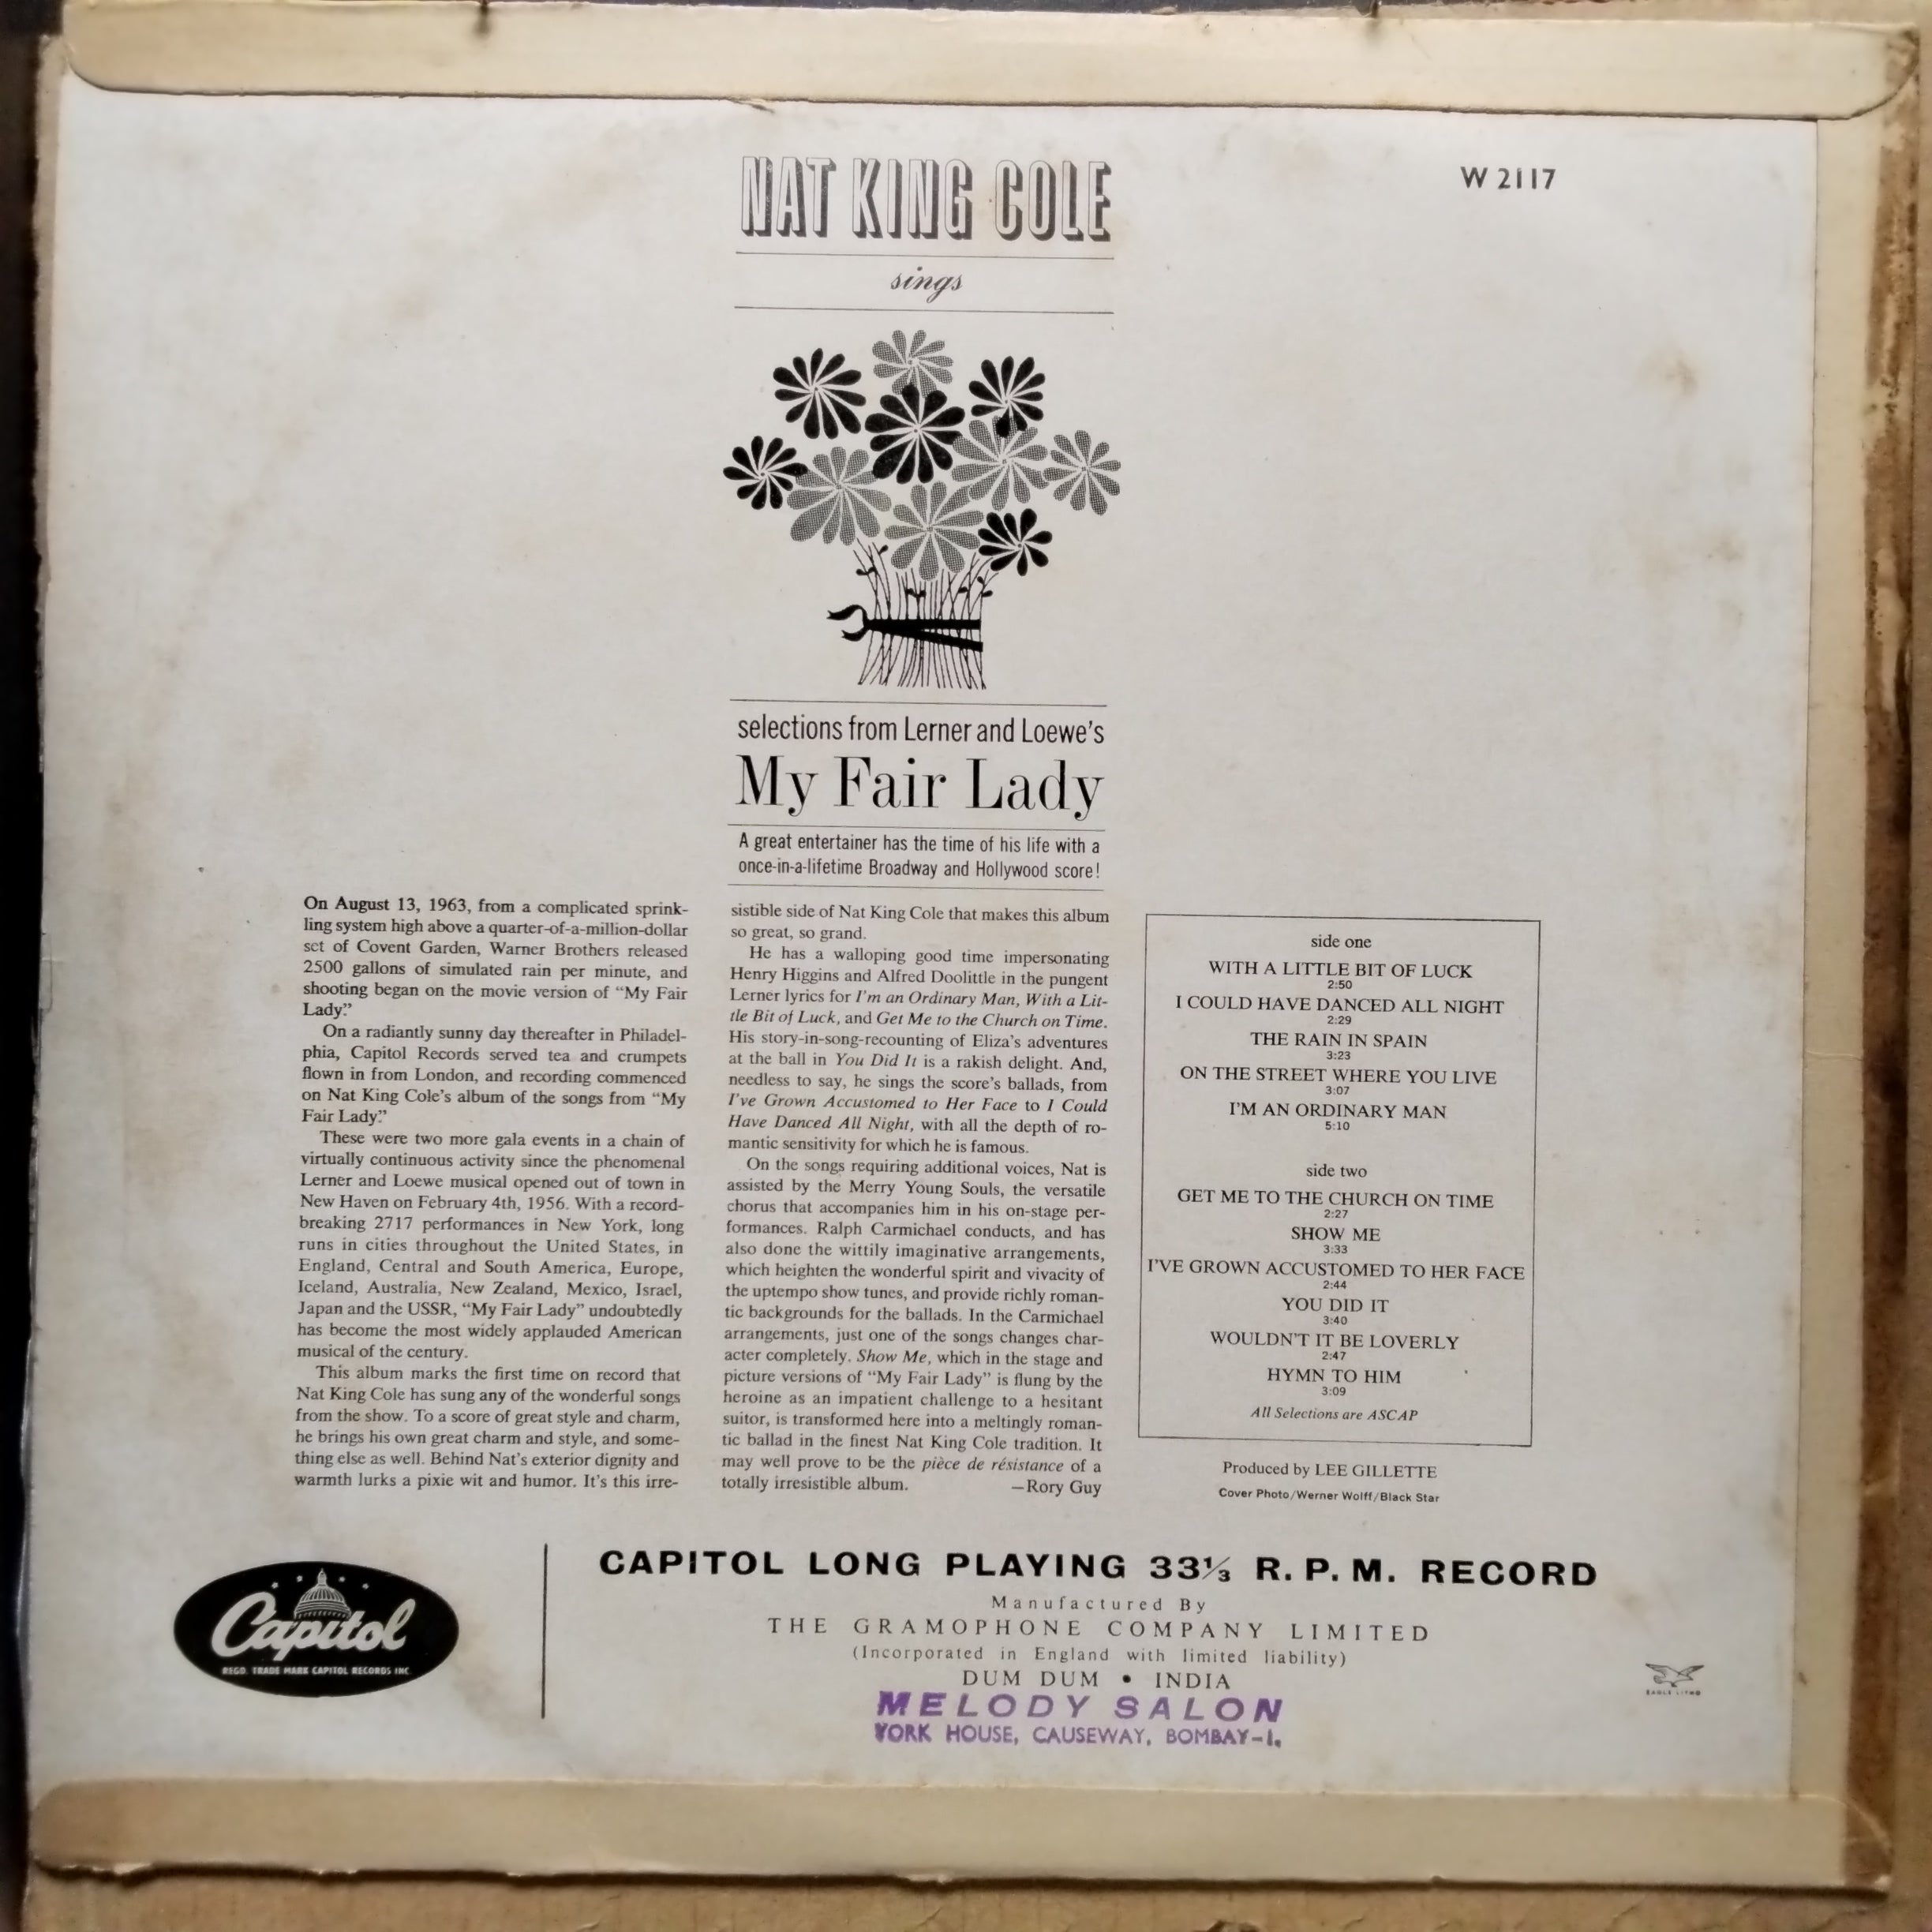 NAT KING COLE
W 2117
sings
selections from Lerner and Loewe's
My Fair Lady
A great entertainer has the time of his life with a
once-in-a-lifetime Broadway and Hollywood score!
On August 13, 1963, from a complicated sprink-
ling system high above a quarter-of-a-million-dollar
set of Covent Garden, Warner Brothers released
2500 gallons of simulated rain per minute, and
shooting began on the movie version of "My Fair
Lady."
On a radiantly sunny day thereafter in Philadel-
phia, Capitol Records served tea and crumpets
flown in from London, and recording commenced
on Nat King Cole's album of the songs from "My
Fair Lady."
These were two more gala events in a chain of
virtually continuous activity since the phenomenal
Lerner and Loewe musical opened out of town in
New Haven on February 4th, 1956. With a record-
breaking 2717 performances in New York, long
runs in cities throughout the United States, in
England, Central and South America, Europe,
Iceland, Australia, New Zealand, Mexico, Israel,
Japan and the USSR, "My Fair Lady" undoubtedly
has become the most widely applauded American
musical of the century.
This album marks the first time on record that
Nat King Cole has sung any of the wonderful songs
from the show. To a score of great style and charm,
he brings his own great charm and style, and some-
thing else as well. Behind Nat's exterior dignity and
warmth lurks a pixie wit and humor. It's this irre-
sistible side of Nat King Cole that makes this album
so great, so grand.
He has a walloping good time impersonating
Henry Higgins and Alfred Doolittle in the pungent
Lerner lyrics for I'm an Ordinary Man, With a Lit-
tle Bit of Luck, and Get Me to the Church on Time.
His story-in-song-recounting of Eliza's adventures
at the ball in You Did It is a rakish delight. And,
needless to say, he sings the score's ballads, from
I've Grown Accustomed to Her Face to I Could
Have Danced All Night, with all the depth of ro-
mantic sensitivity for which he is famous.
On the songs requiring additional voices, Nat is
assisted by the Merry Young Souls, the versatile
chorus that accompanies him in his on-stage per-
formances. Ralph Carmichael conducts, and has
also done the wittily imaginative arrangements,
which heighten the wonderful spirit and vivacity of
the uptempo show tunes, and provide richly roman-
tic backgrounds for the ballads. In the Carmichael
arrangements, just one of the songs changes char-
acter completely. Show Me, which in the stage and
picture versions of "My Fair Lady" is flung by the
heroine as an impatient challenge to a hesitant
suitor, is transformed here into a meltingly roman-
tic ballad in the finest Nat King Cole tradition. It
may well prove to be the pièce de résistance of a
totally irresistible album. —Rory Guy
side one
WITH A LITTLE BIT OF LUCK
2:50
I COULD HAVE DANCED ALL NIGHT
2:29
THE RAIN IN SPAIN
3:23
ON THE STREET WHERE YOU LIVE
3:07
I'M AN ORDINARY MAN
5:10
side two
GET ME TO THE CHURCH ON TIME
2:27
SHOW ME
3:33
I'VE GROWN ACCUSTOMED TO HER FACE
2:44
YOU DID IT
3:40
WOULDN'T IT BE LOVERLY
2:47
HYMN TO HIM
3:09
All Selections are ASCAP
Produced by LEE GILLETTE
Cover Photo/Werner Wolff/Black Star
Capitol
REGD. TRADE MARK CAPITOL RECORDS INC.
CAPITOL LONG PLAYING 33⅓ R.P.M. RECORD
Manufactured By
THE GRAMOPHONE COMPANY LIMITED
(Incorporated in England with limited liability)
DUM DUM • INDIA
MELODY SALON
YORK HOUSE, CAUSEWAY, BOMBAY-1.
EAGLE LITHO